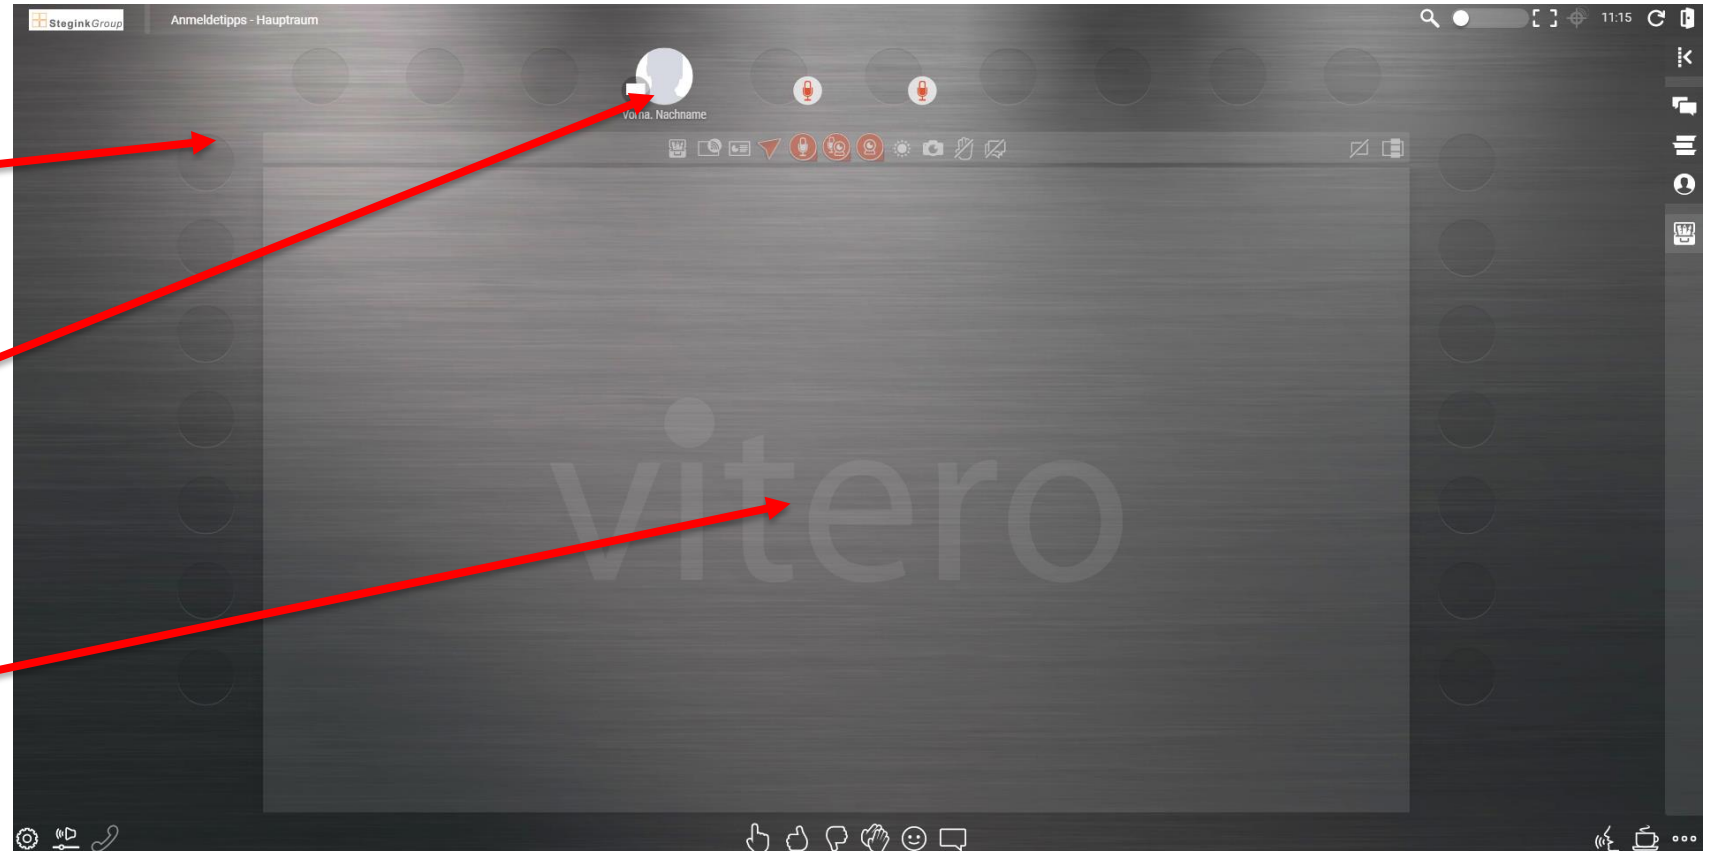 SteginkGroup
Anmeldetipps - Hauptraum
11:15
Vorna. Nachname
vitero